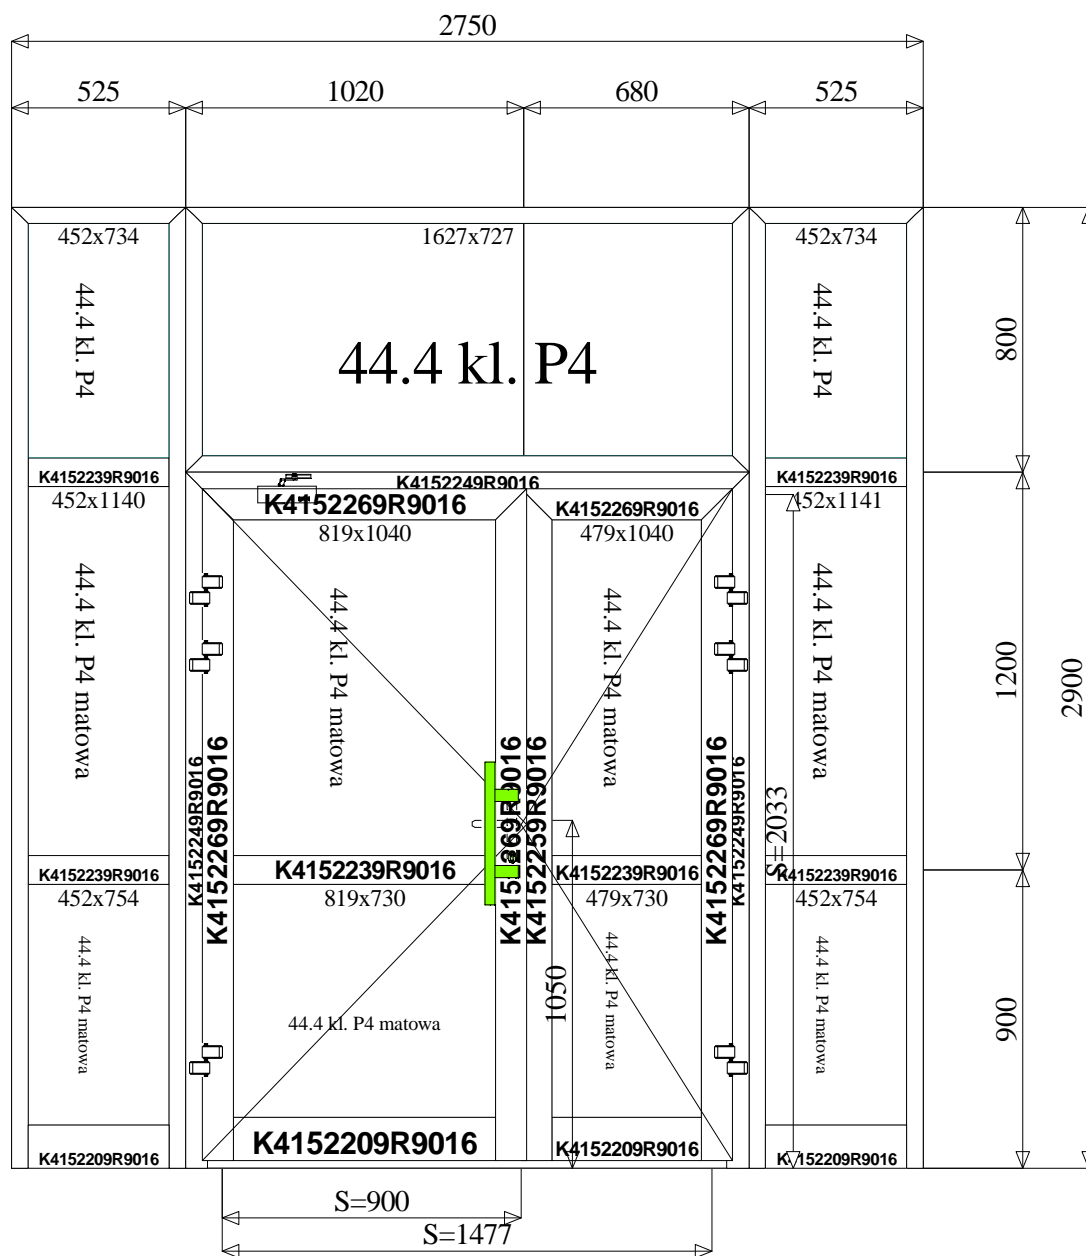 2750
525
1020
680
525
452x734
1627x727
452x734
44.4 kl. P4
44.4 kl. P4
44.4 kl. P4
800
K4152239R9016
K4152249R9016
K4152239R9016
452x1140
K4152269R9016
K4152269R9016
452x1141
819x1040
479x1040
44.4 kl. P4 matowa
44.4 kl. P4 matowa
44.4 kl. P4 matowa
44.4 kl. P4 matowa
1200
2900
K4152249R9016
K4152269R9016
K4152269R9016
K4152259R9016
K4152269R9016
K4152249R9016
S=2033
K4152239R9016
K4152239R9016
K4152239R9016
K4152239R9016
452x754
819x730
479x730
452x754
44.4 kl. P4 matowa
44.4 kl. P4 matowa
44.4 kl. P4 matowa
44.4 kl. P4 matowa
1050
900
K4152209R9016
K4152209R9016
K4152209R9016
K4152209R9016
S=900
S=1477